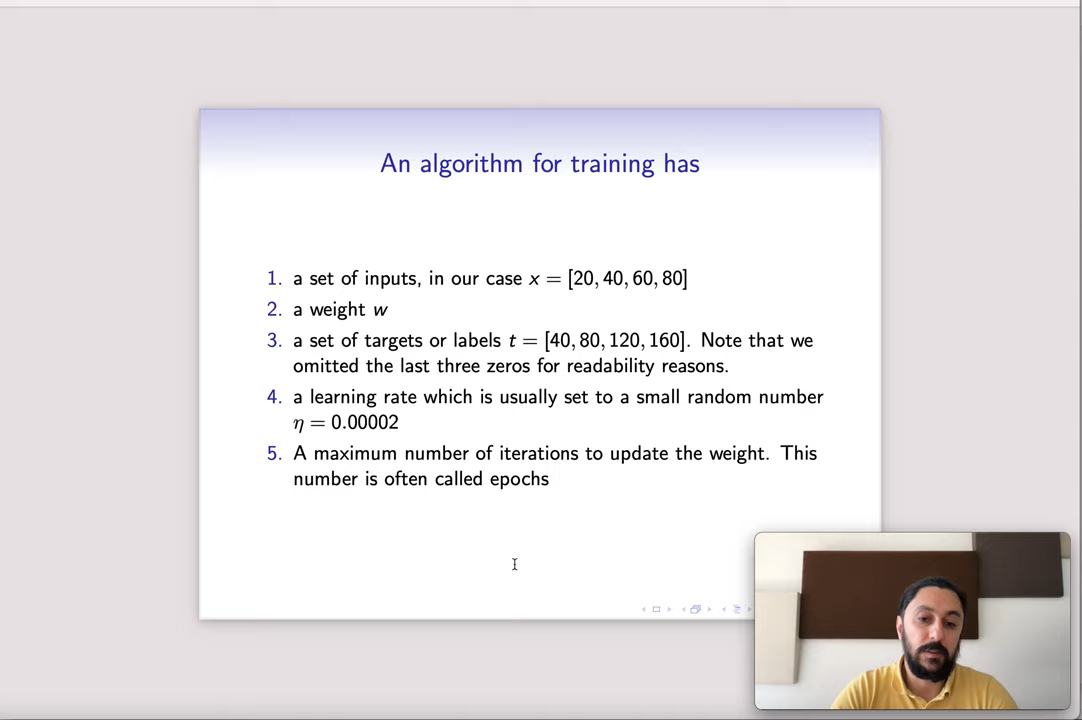 An algorithm for training has
1. a set of inputs, in our case x = [20, 40, 60, 80]
2. a weight w
3. a set of targets or labels t = [40, 80, 120, 160]. Note that we
omitted the last three zeros for readability reasons.
4. a learning rate which is usually set to a small random number
η = 0.00002
5. A maximum number of iterations to update the weight. This
number is often called epochs